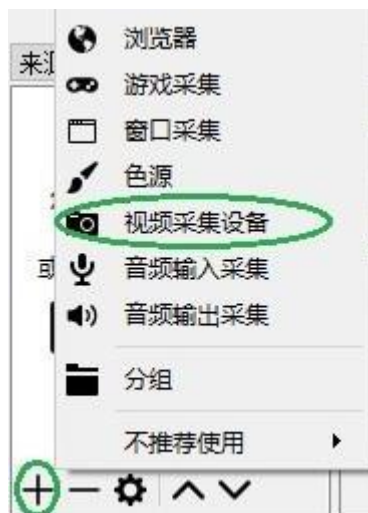 浏览器
来
游戏采集
窗口采集
色源
视频采集设备
或
音频输入采集
音频输出采集
分组
不推荐使用